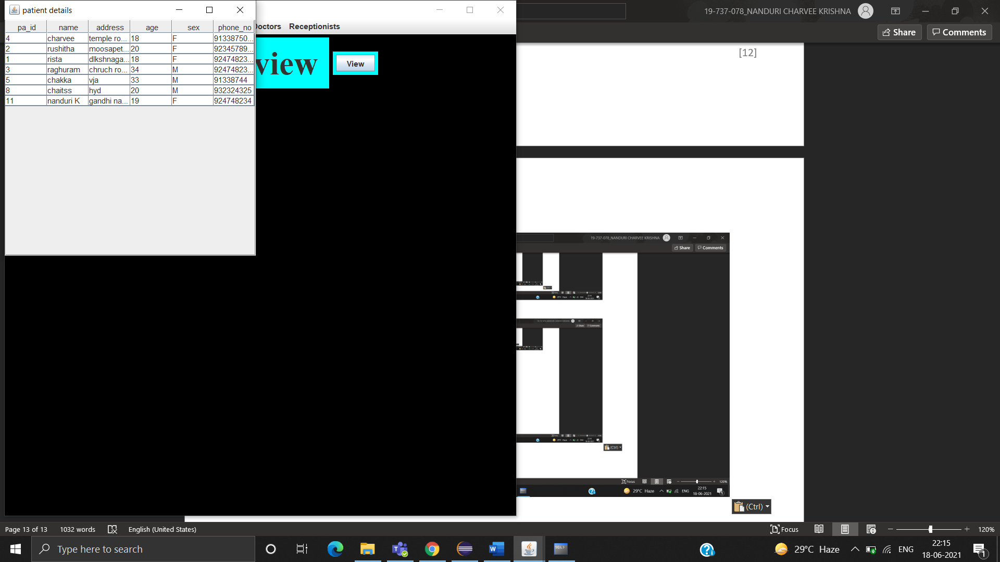 patient details
pa_id name address age sex phone_no
4 charvee temple ro... 18 F 91338750...
2 rushitha moosapet... 20 F 92345789...
1 rista dlkshnaga... 18 F 92474823...
3 raghuram chruch ro... 34 M 92474823...
5 chakka vja 33 M 91338744
8 chaitss hyd 20 M 932324325
11 nanduri K gandhi na... 19 F 924748234
Doctors Receptionists
view
View
19-737-078_NANDURI CHARVEE KRISHNA
Share Comments
[12]
19-737-078_NANDURI CHARVEE KRISHNA
Share Comments
(Ctrl)
Focus 120%
29°C Haze ENG 22:15
18-06-2021
(Ctrl)
Page 13 of 13 1032 words English (United States) Focus 120%
Type here to search
SQL>
29°C Haze ENG 22:15
18-06-2021
1